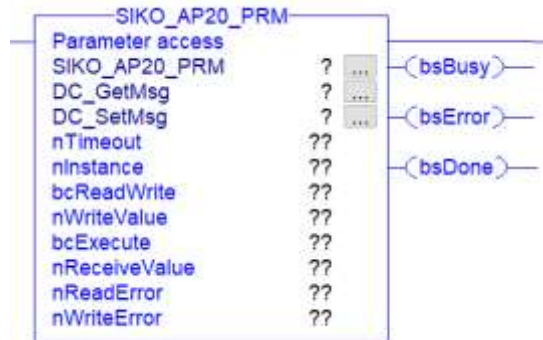 SIKO_AP20_PRM
Parameter access
SIKO_AP20_PRM ? ... (bsBusy)
DC_GetMsg ? ...
DC_SetMsg ? ... (bsError)
nTimeout ??
nInstance ?? (bsDone)
bcReadWrite ??
nWriteValue ??
bcExecute ??
nReceiveValue ??
nReadError ??
nWriteError ??